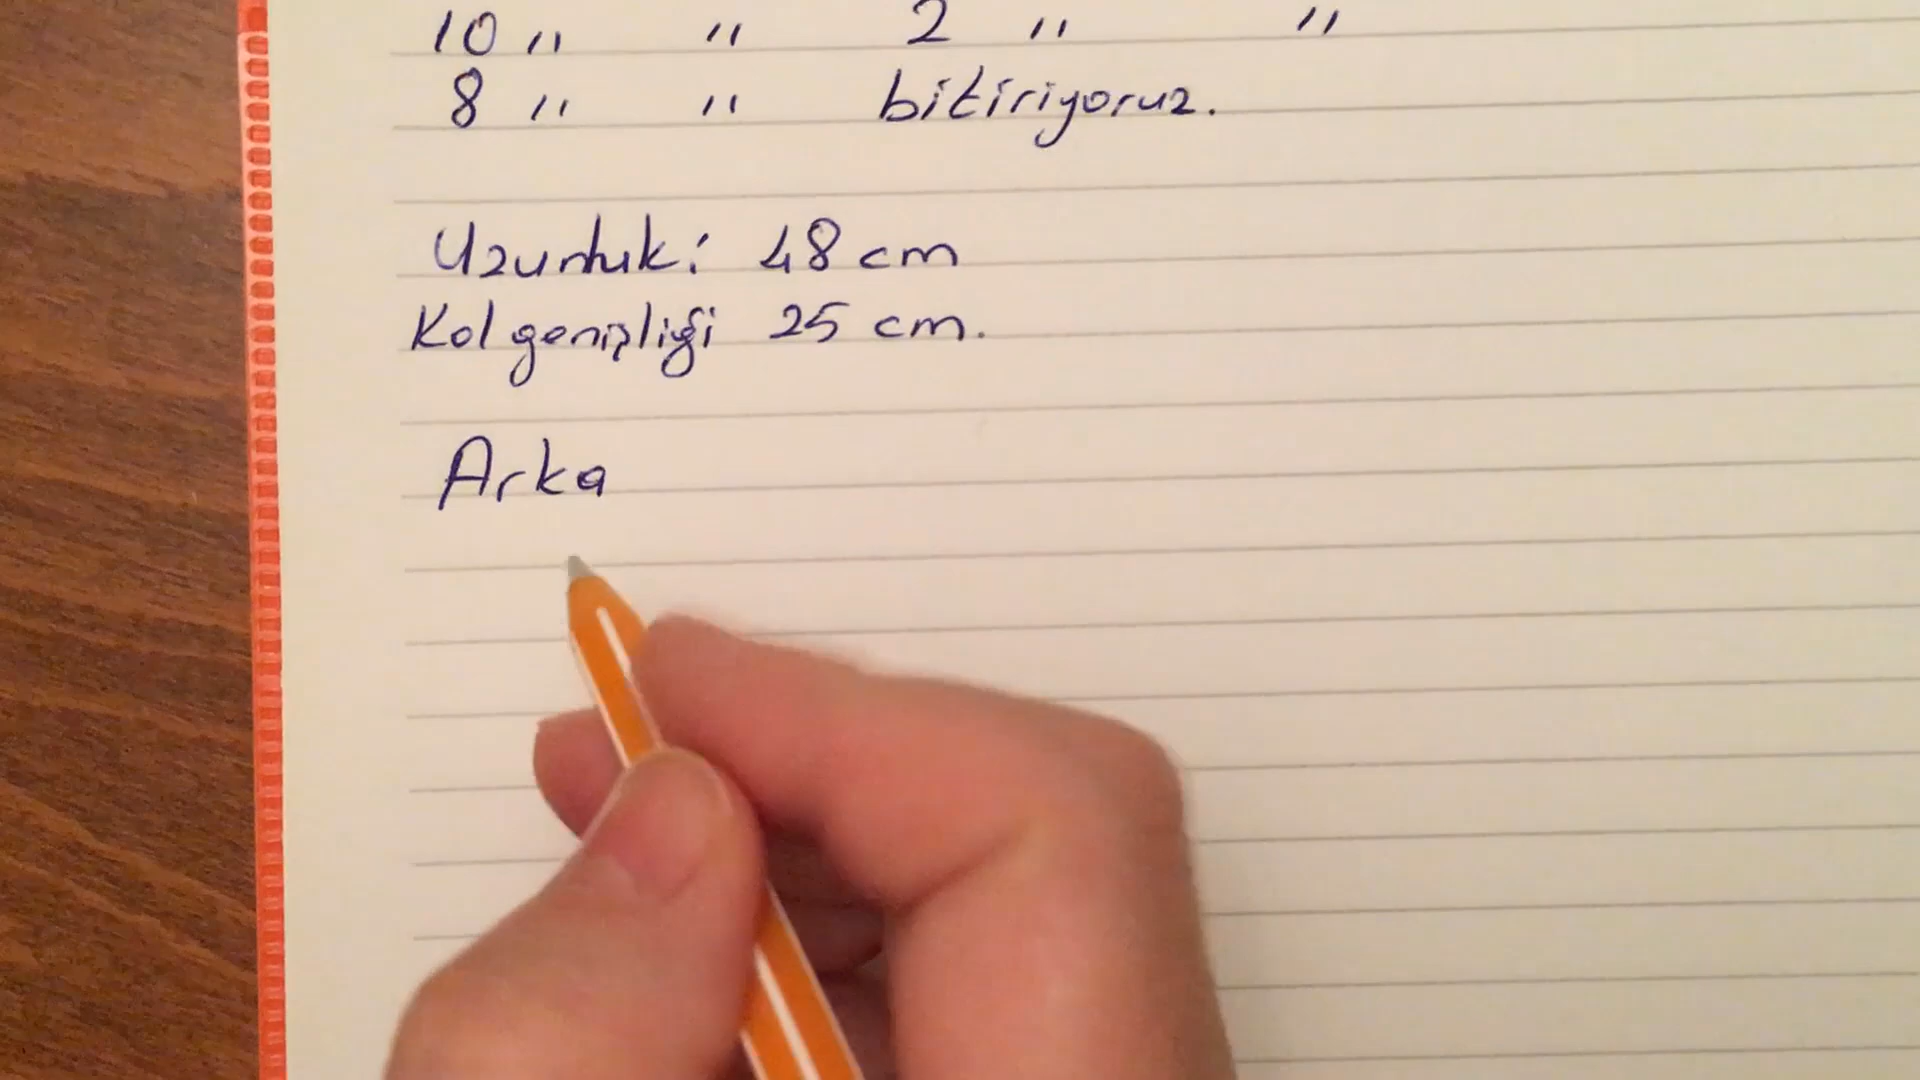 10 " " 2 " "
8 " " bitiriyoruz.
Uzunluk: 48 cm
Kol genişliği 25 cm.
Arka